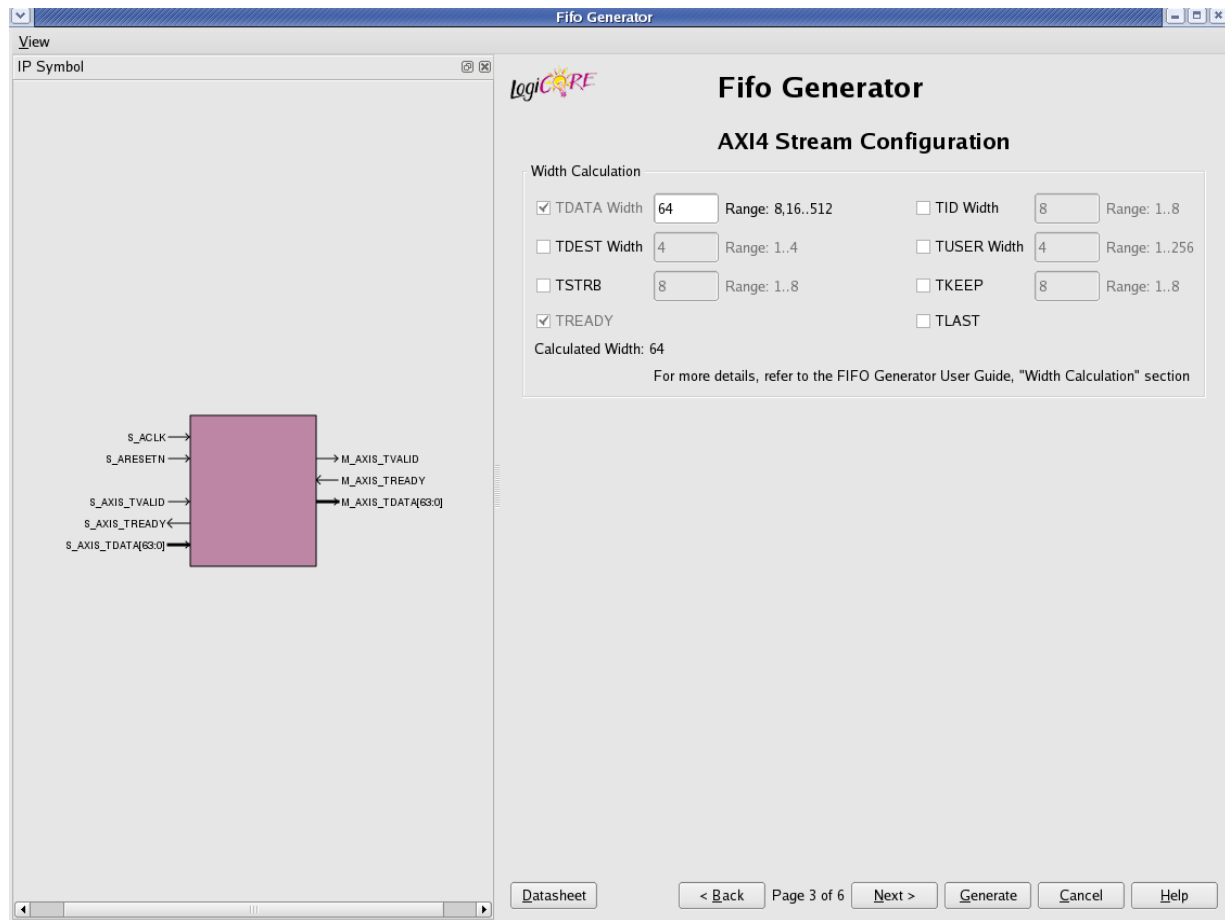 Fifo Generator
View
IP Symbol
S_ACLK
S_ARESETN
S_AXIS_TVALID
S_AXIS_TREADY
S_AXIS_TDATA[63:0]
M_AXIS_TVALID
M_AXIS_TREADY
M_AXIS_TDATA[63:0]
LogiCORE
Fifo Generator
AXI4 Stream Configuration
Width Calculation
TDATA Width 64 Range: 8,16..512 TID Width 8 Range: 1..8
TDEST Width 4 Range: 1..4 TUSER Width 4 Range: 1..256
TSTRB 8 Range: 1..8 TKEEP 8 Range: 1..8
TREADY TLAST
Calculated Width: 64
For more details, refer to the FIFO Generator User Guide, "Width Calculation" section
Datasheet < Back Page 3 of 6 Next > Generate Cancel Help